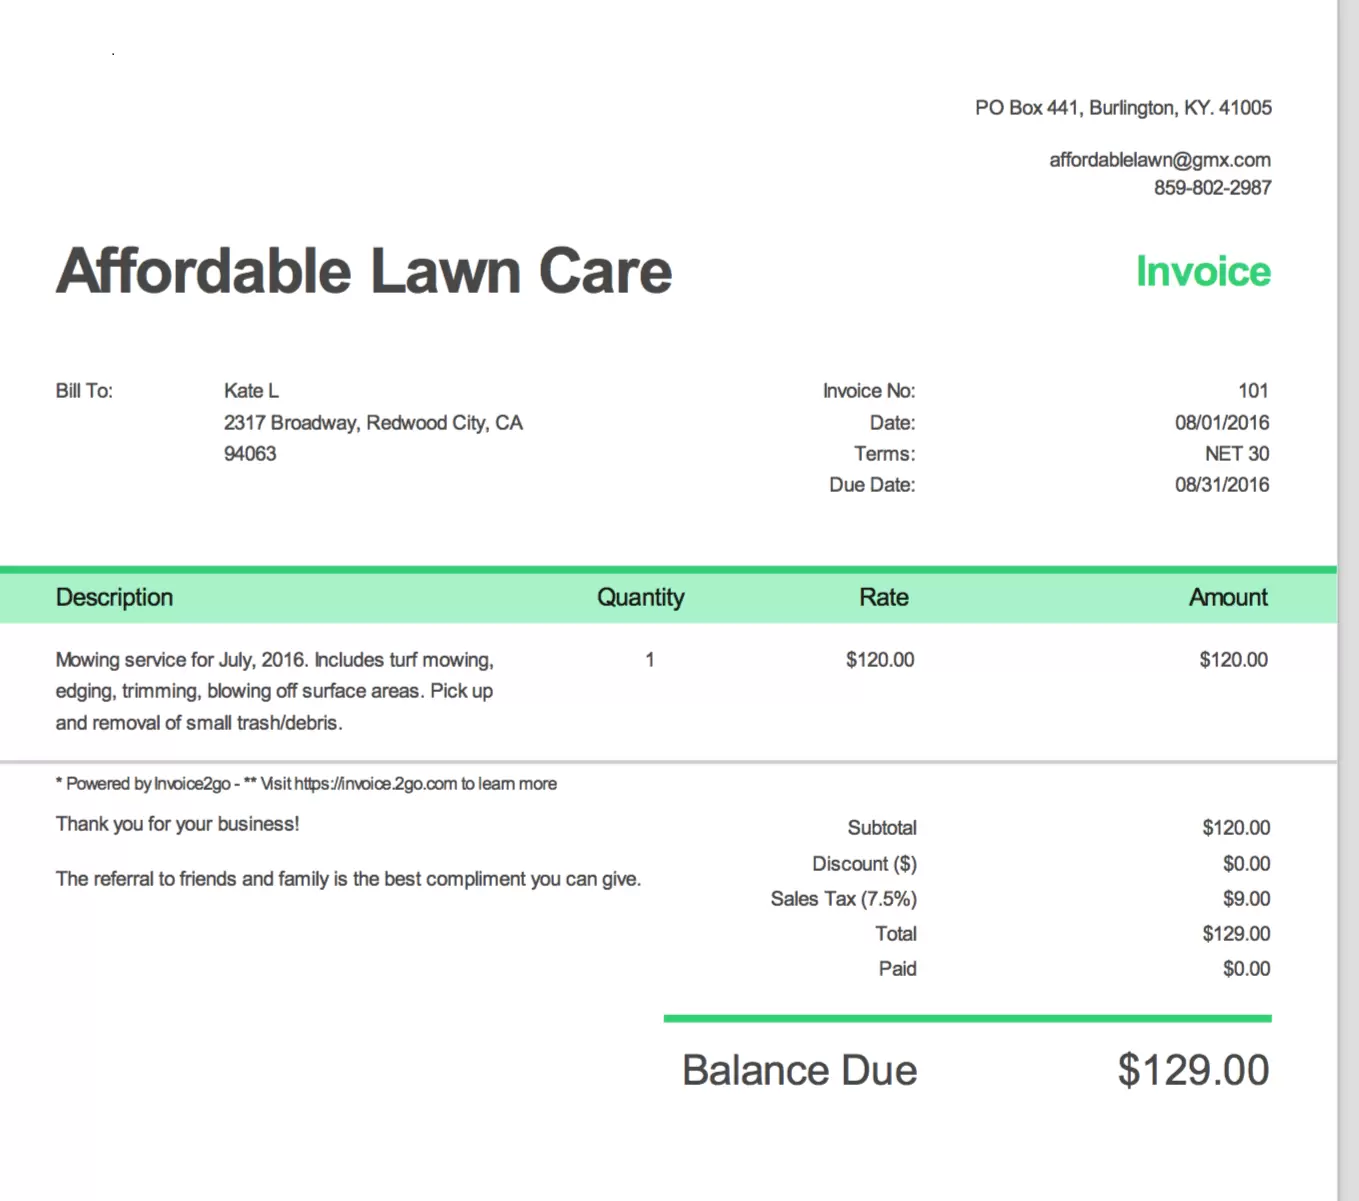 PO Box 441, Burlington, KY. 41005
affordablelawn@gmx.com
859-802-2987
Affordable Lawn Care
Invoice
Bill To:
Kate L
2317 Broadway, Redwood City, CA
94063
Invoice No: 101
Date: 08/01/2016
Terms: NET 30
Due Date: 08/31/2016
Description Quantity Rate Amount
Mowing service for July, 2016. Includes turf mowing, 1 $120.00 $120.00
edging, trimming, blowing off surface areas. Pick up
and removal of small trash/debris.
* Powered by Invoice2go - ** Visit https://invoice.2go.com to learn more
Thank you for your business!
The referral to friends and family is the best compliment you can give.
Subtotal $120.00
Discount ($) $0.00
Sales Tax (7.5%) $9.00
Total $129.00
Paid $0.00
Balance Due $129.00